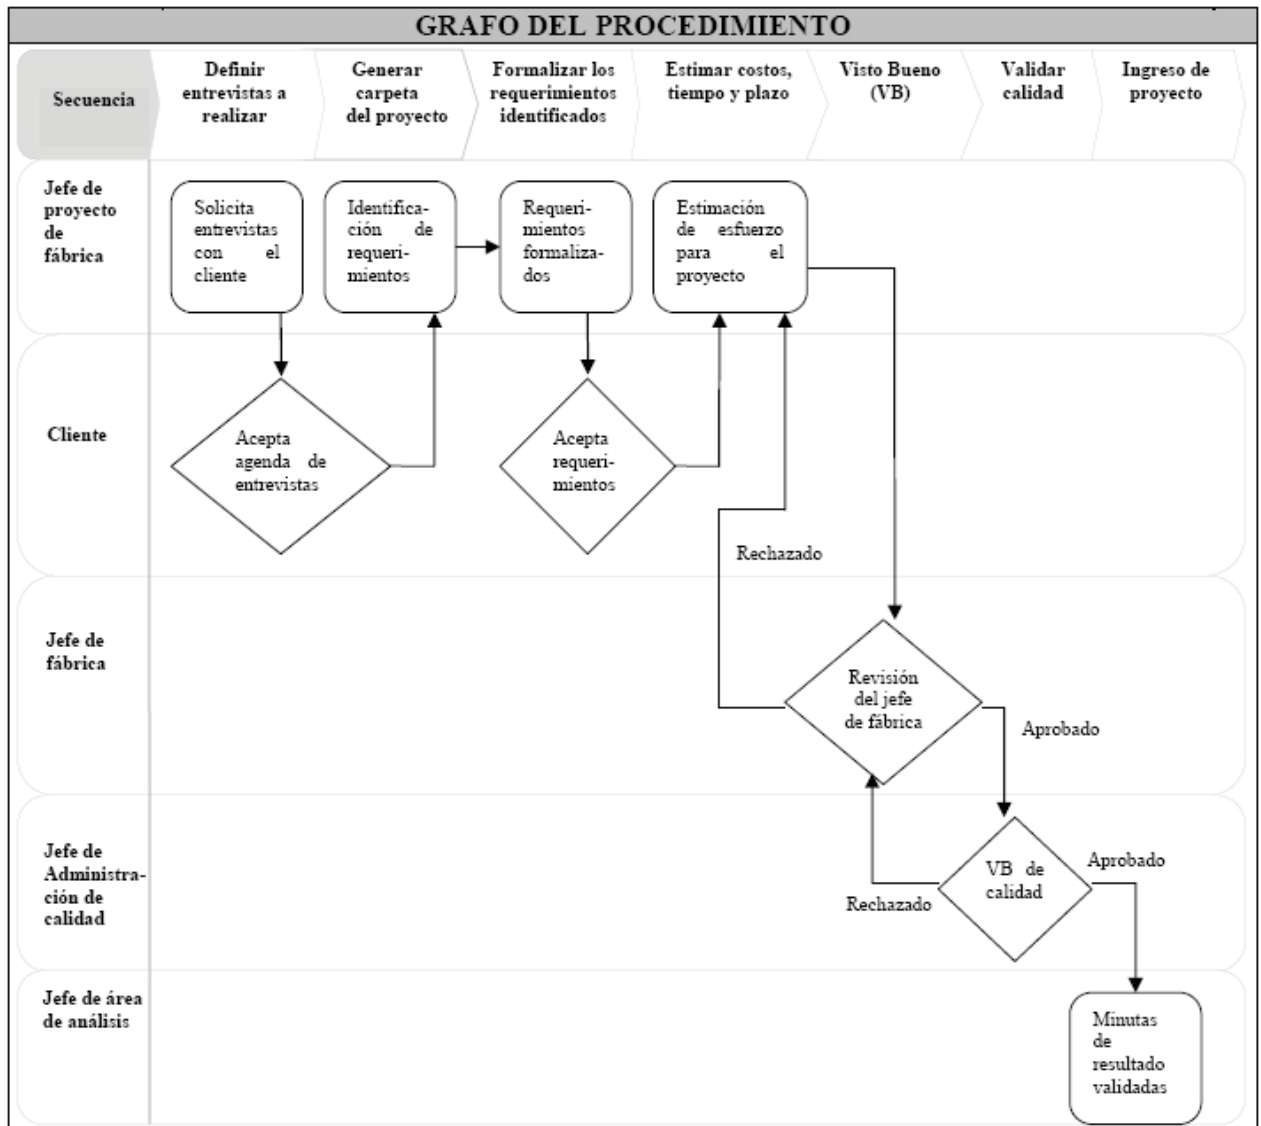 GRAFO DEL PROCEDIMIENTO
Secuencia
Definir
entrevistas a
realizar
Generar
carpeta
del proyecto
Formalizar los
requerimientos
identificados
Estimar costos,
tiempo y plazo
Visto Bueno
(VB)
Validar
calidad
Ingreso de
proyecto
Jefe de
proyecto
de
fábrica
Solicita
entrevistas
con el
cliente
Identifica-
ción de
requeri-
mientos
Requeri-
mientos
formaliza-
dos
Estimación
de esfuerzo
para el
proyecto
Cliente
Acepta
agenda de
entrevistas
Acepta
requeri-
mientos
Rechazado
Jefe de
fábrica
Revisión
del jefe
de fábrica
Aprobado
Jefe de
Administra-
ción de
calidad
VB de
calidad
Aprobado
Rechazado
Jefe de área
de análisis
Minutas
de
resultado
validadas